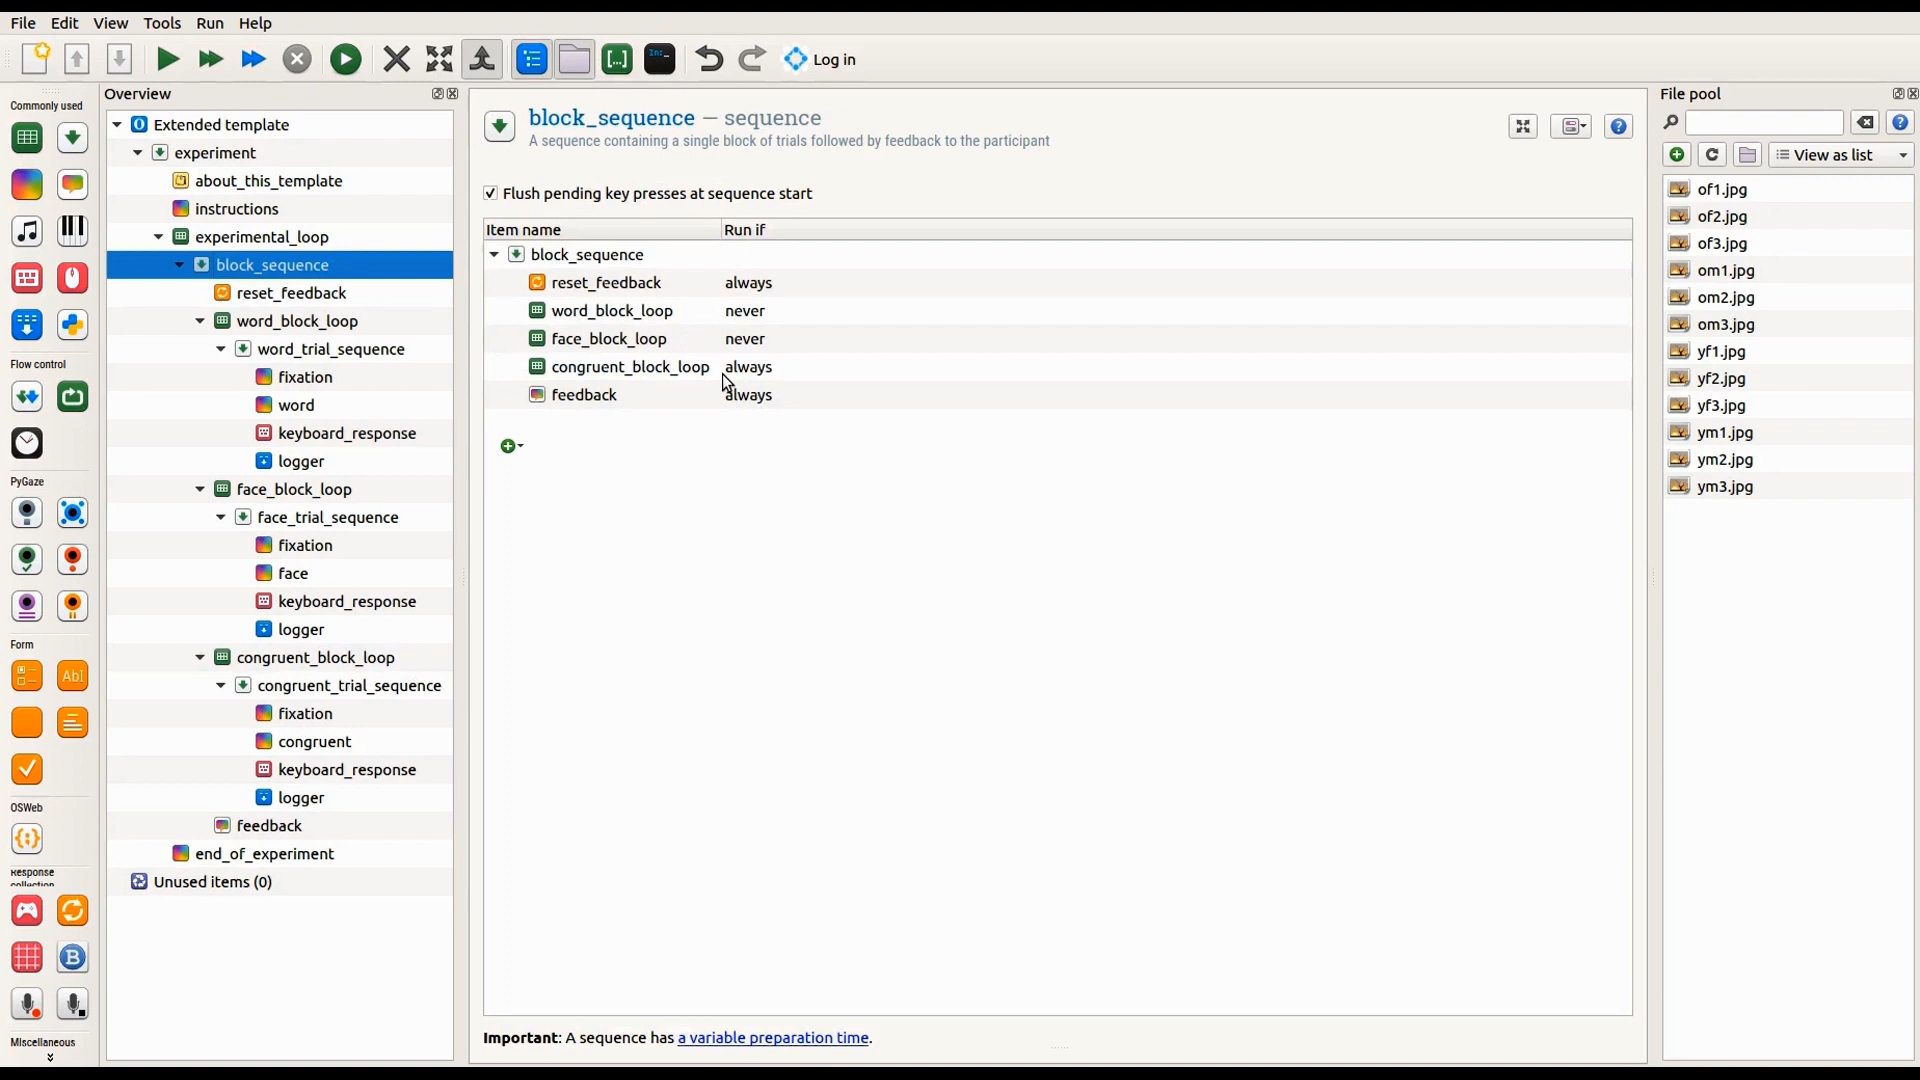 File Edit View Tools Run Help
Log in
Commonly used
Flow control
PyGaze
Form
AbI
OSWeb
Response
collection
Miscellaneous
Overview
Extended template
experiment
about_this_template
instructions
experimental_loop
block_sequence
reset_feedback
word_block_loop
word_trial_sequence
fixation
word
keyboard_response
logger
face_block_loop
face_trial_sequence
fixation
face
keyboard_response
logger
congruent_block_loop
congruent_trial_sequence
fixation
congruent
keyboard_response
logger
feedback
end_of_experiment
Unused items (0)
block_sequence — sequence
A sequence containing a single block of trials followed by feedback to the participant
Flush pending key presses at sequence start
Item name Run if
block_sequence
reset_feedback always
word_block_loop never
face_block_loop never
congruent_block_loop always
feedback always
Important: A sequence has a variable preparation time.
File pool
View as list
of1.jpg
of2.jpg
of3.jpg
om1.jpg
om2.jpg
om3.jpg
yf1.jpg
yf2.jpg
yf3.jpg
ym1.jpg
ym2.jpg
ym3.jpg